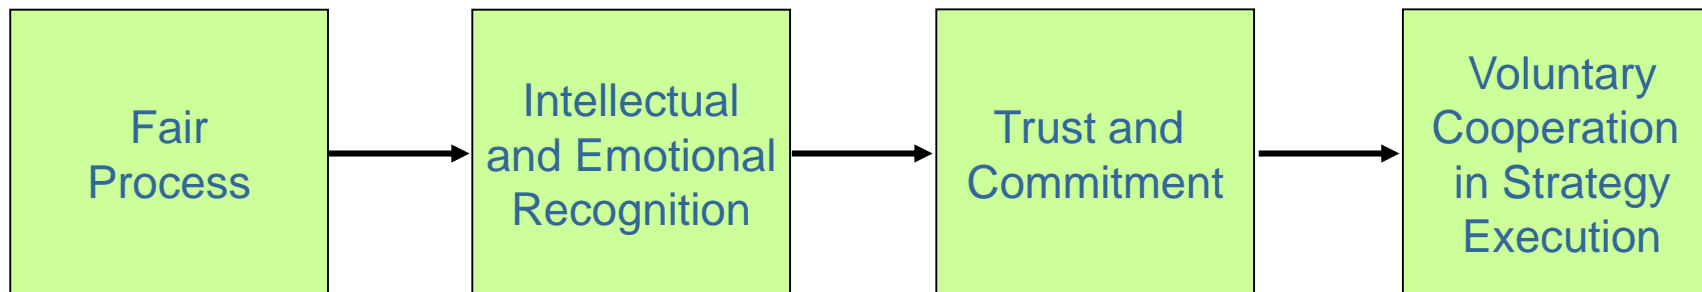 Fair
Process
Intellectual
and Emotional
Recognition
Trust and
Commitment
Voluntary
Cooperation
in Strategy
Execution